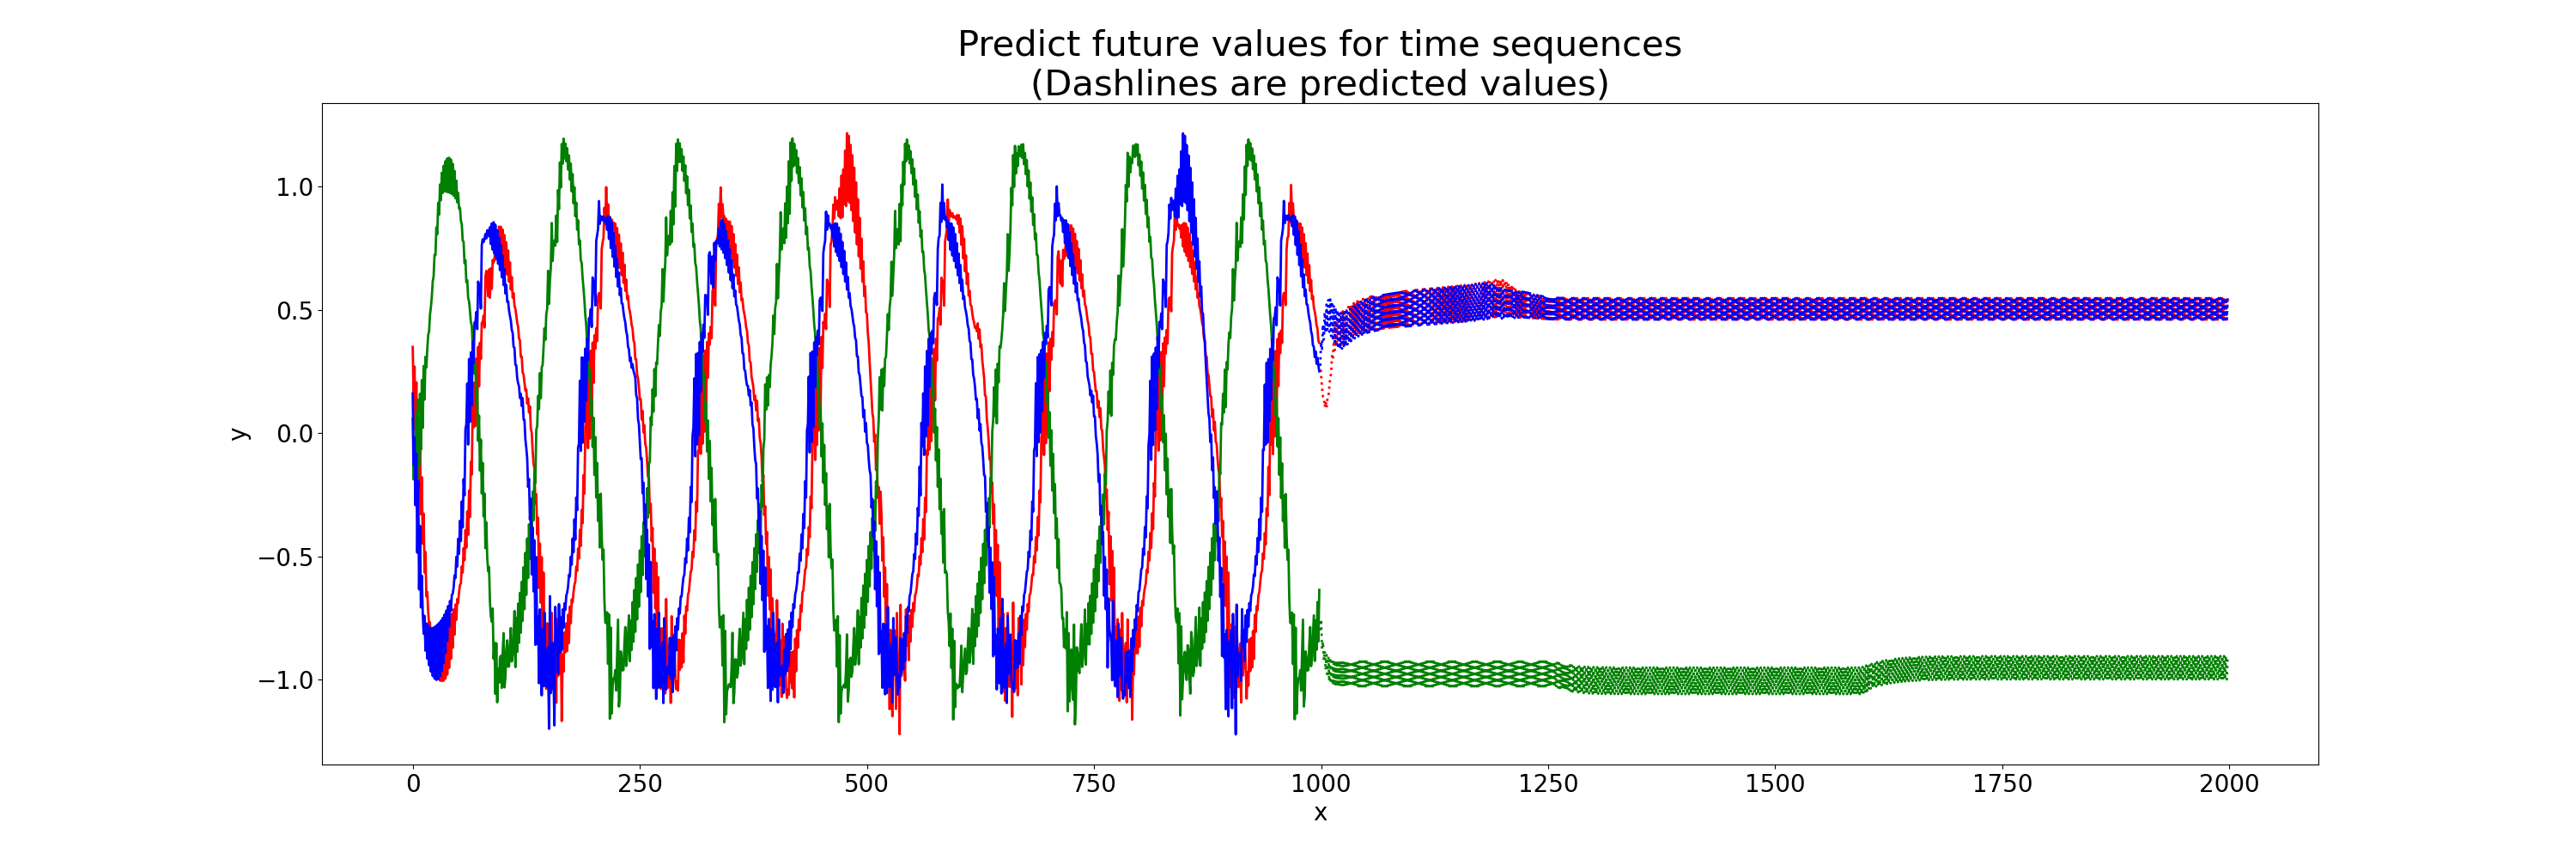 Predict future values for time sequences
(Dashlines are predicted values)
y
1.0
0.5
0.0
−0.5
−1.0
0 250 500 750 1000 1250 1500 1750 2000
x